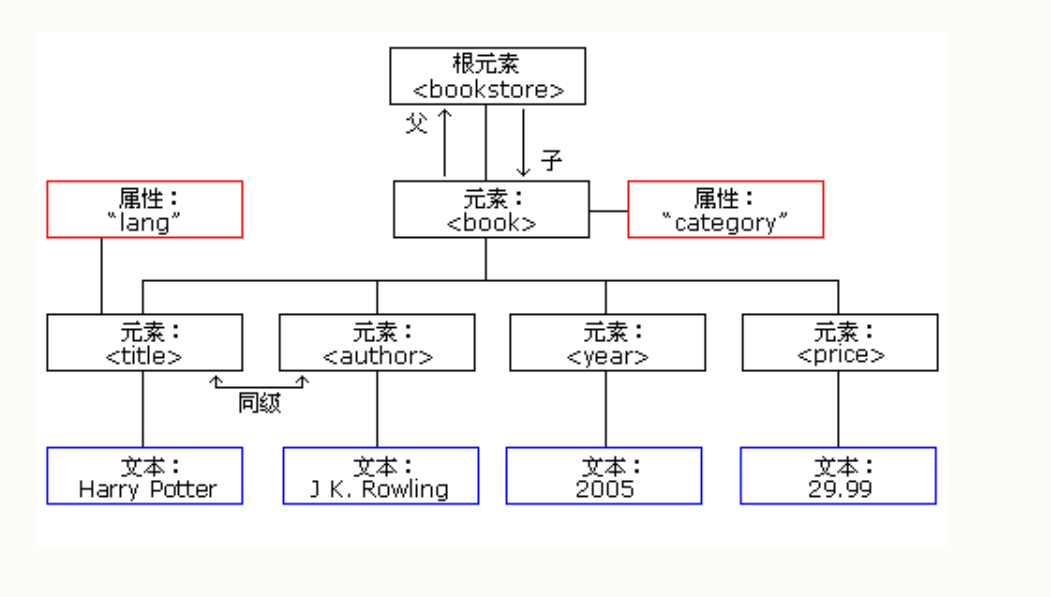 根元素
<bookstore>
父
子
属性：
“lang”
元素：
<book>
属性：
“category”
元素：
<title>
元素：
<author>
元素：
<year>
元素：
<price>
同级
文本：
Harry Potter
文本：
J K. Rowling
文本：
2005
文本：
29.99